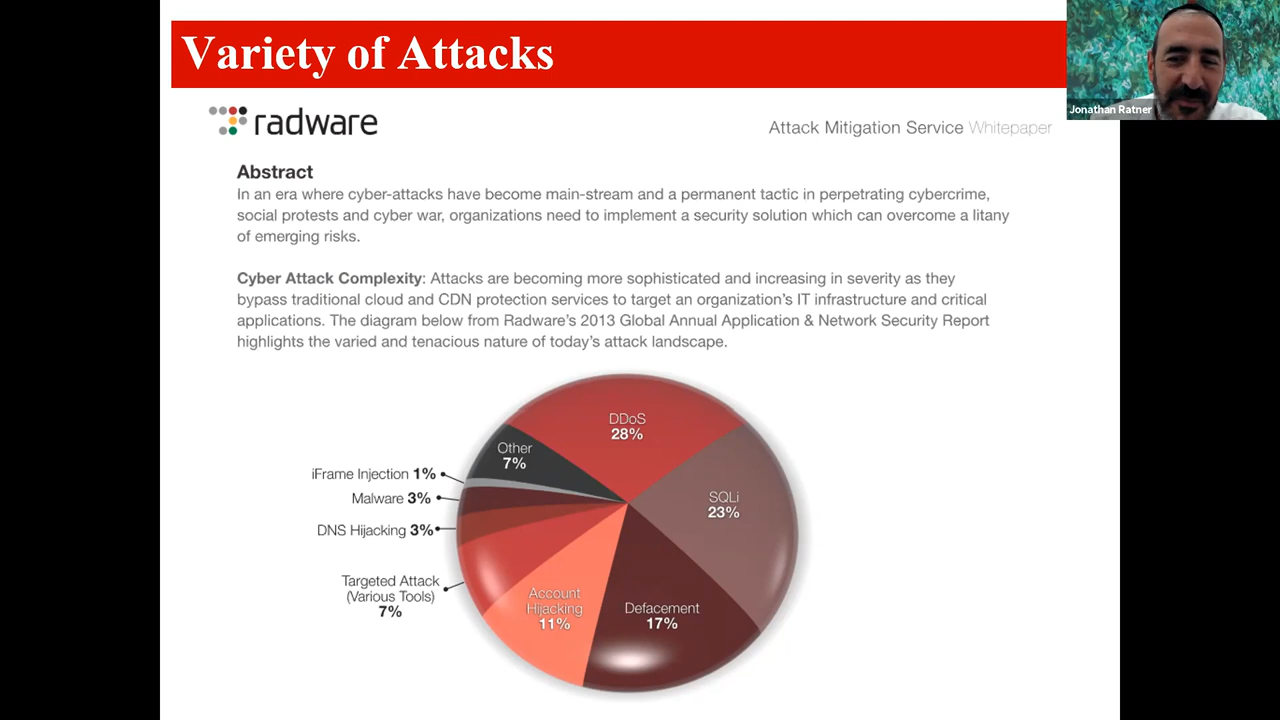 Variety of Attacks
Jonathan Ratner
radware
Attack Mitigation Service Whitepaper
Abstract
In an era where cyber-attacks have become main-stream and a permanent tactic in perpetrating cybercrime,
social protests and cyber war, organizations need to implement a security solution which can overcome a litany
of emerging risks.
Cyber Attack Complexity: Attacks are becoming more sophisticated and increasing in severity as they
bypass traditional cloud and CDN protection services to target an organization's IT infrastructure and critical
applications. The diagram below from Radware's 2013 Global Annual Application & Network Security Report
highlights the varied and tenacious nature of today's attack landscape.
DDoS
28%
Other
7%
iFrame Injection 1%
Malware 3%
SQLi
23%
DNS Hijacking 3%
Targeted Attack
(Various Tools)
7%
Account
Hijacking
11%
Defacement
17%